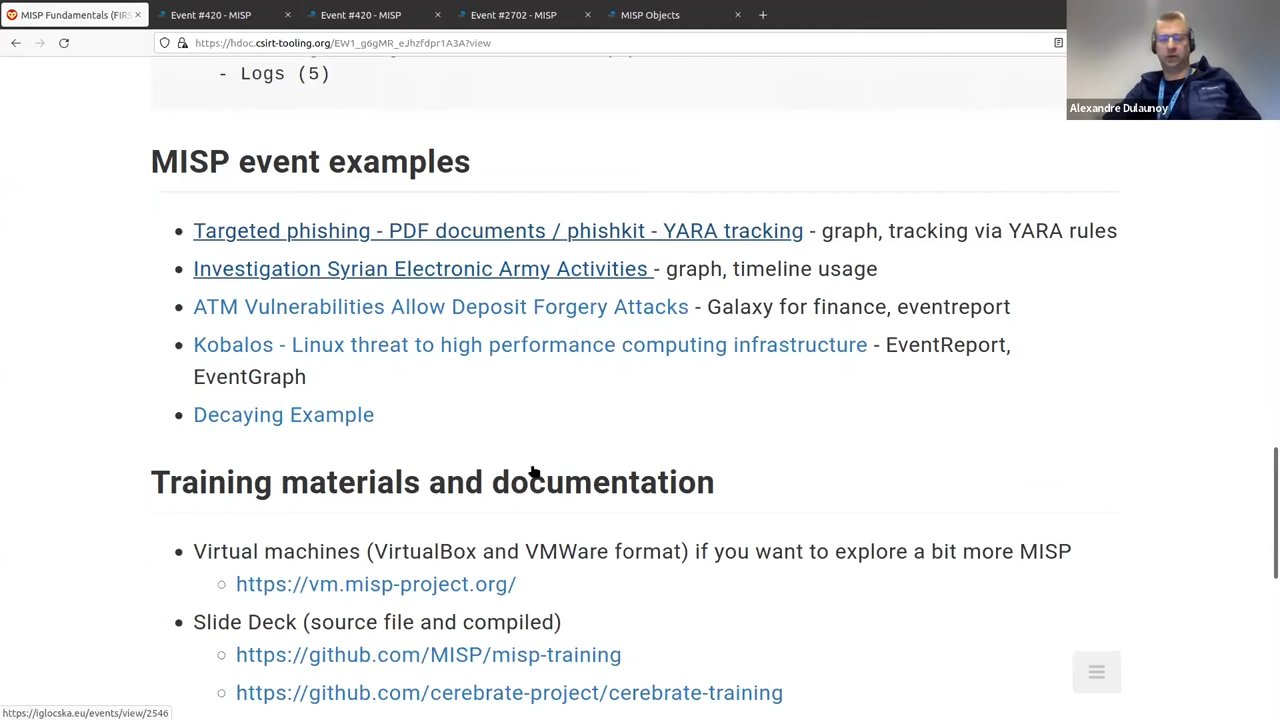 MISP Fundamentals (FIRS
Event #420 - MISP
Event #420 - MISP
Event #2702 - MISP
MISP Objects
https://hdoc.csirt-tooling.org/EW1_g6gMR_eJhzfdpr1A3A?view
- Logs (5)
Alexandre Dulaunoy
MISP event examples
Targeted phishing - PDF documents / phishkit - YARA tracking - graph, tracking via YARA rules
Investigation Syrian Electronic Army Activities - graph, timeline usage
ATM Vulnerabilities Allow Deposit Forgery Attacks - Galaxy for finance, eventreport
Kobalos - Linux threat to high performance computing infrastructure - EventReport,
EventGraph
Decaying Example
Training materials and documentation
Virtual machines (VirtualBox and VMWare format) if you want to explore a bit more MISP
https://vm.misp-project.org/
Slide Deck (source file and compiled)
https://github.com/MISP/misp-training
https://github.com/cerebrate-project/cerebrate-training
https://iglocska.eu/events/view/2546